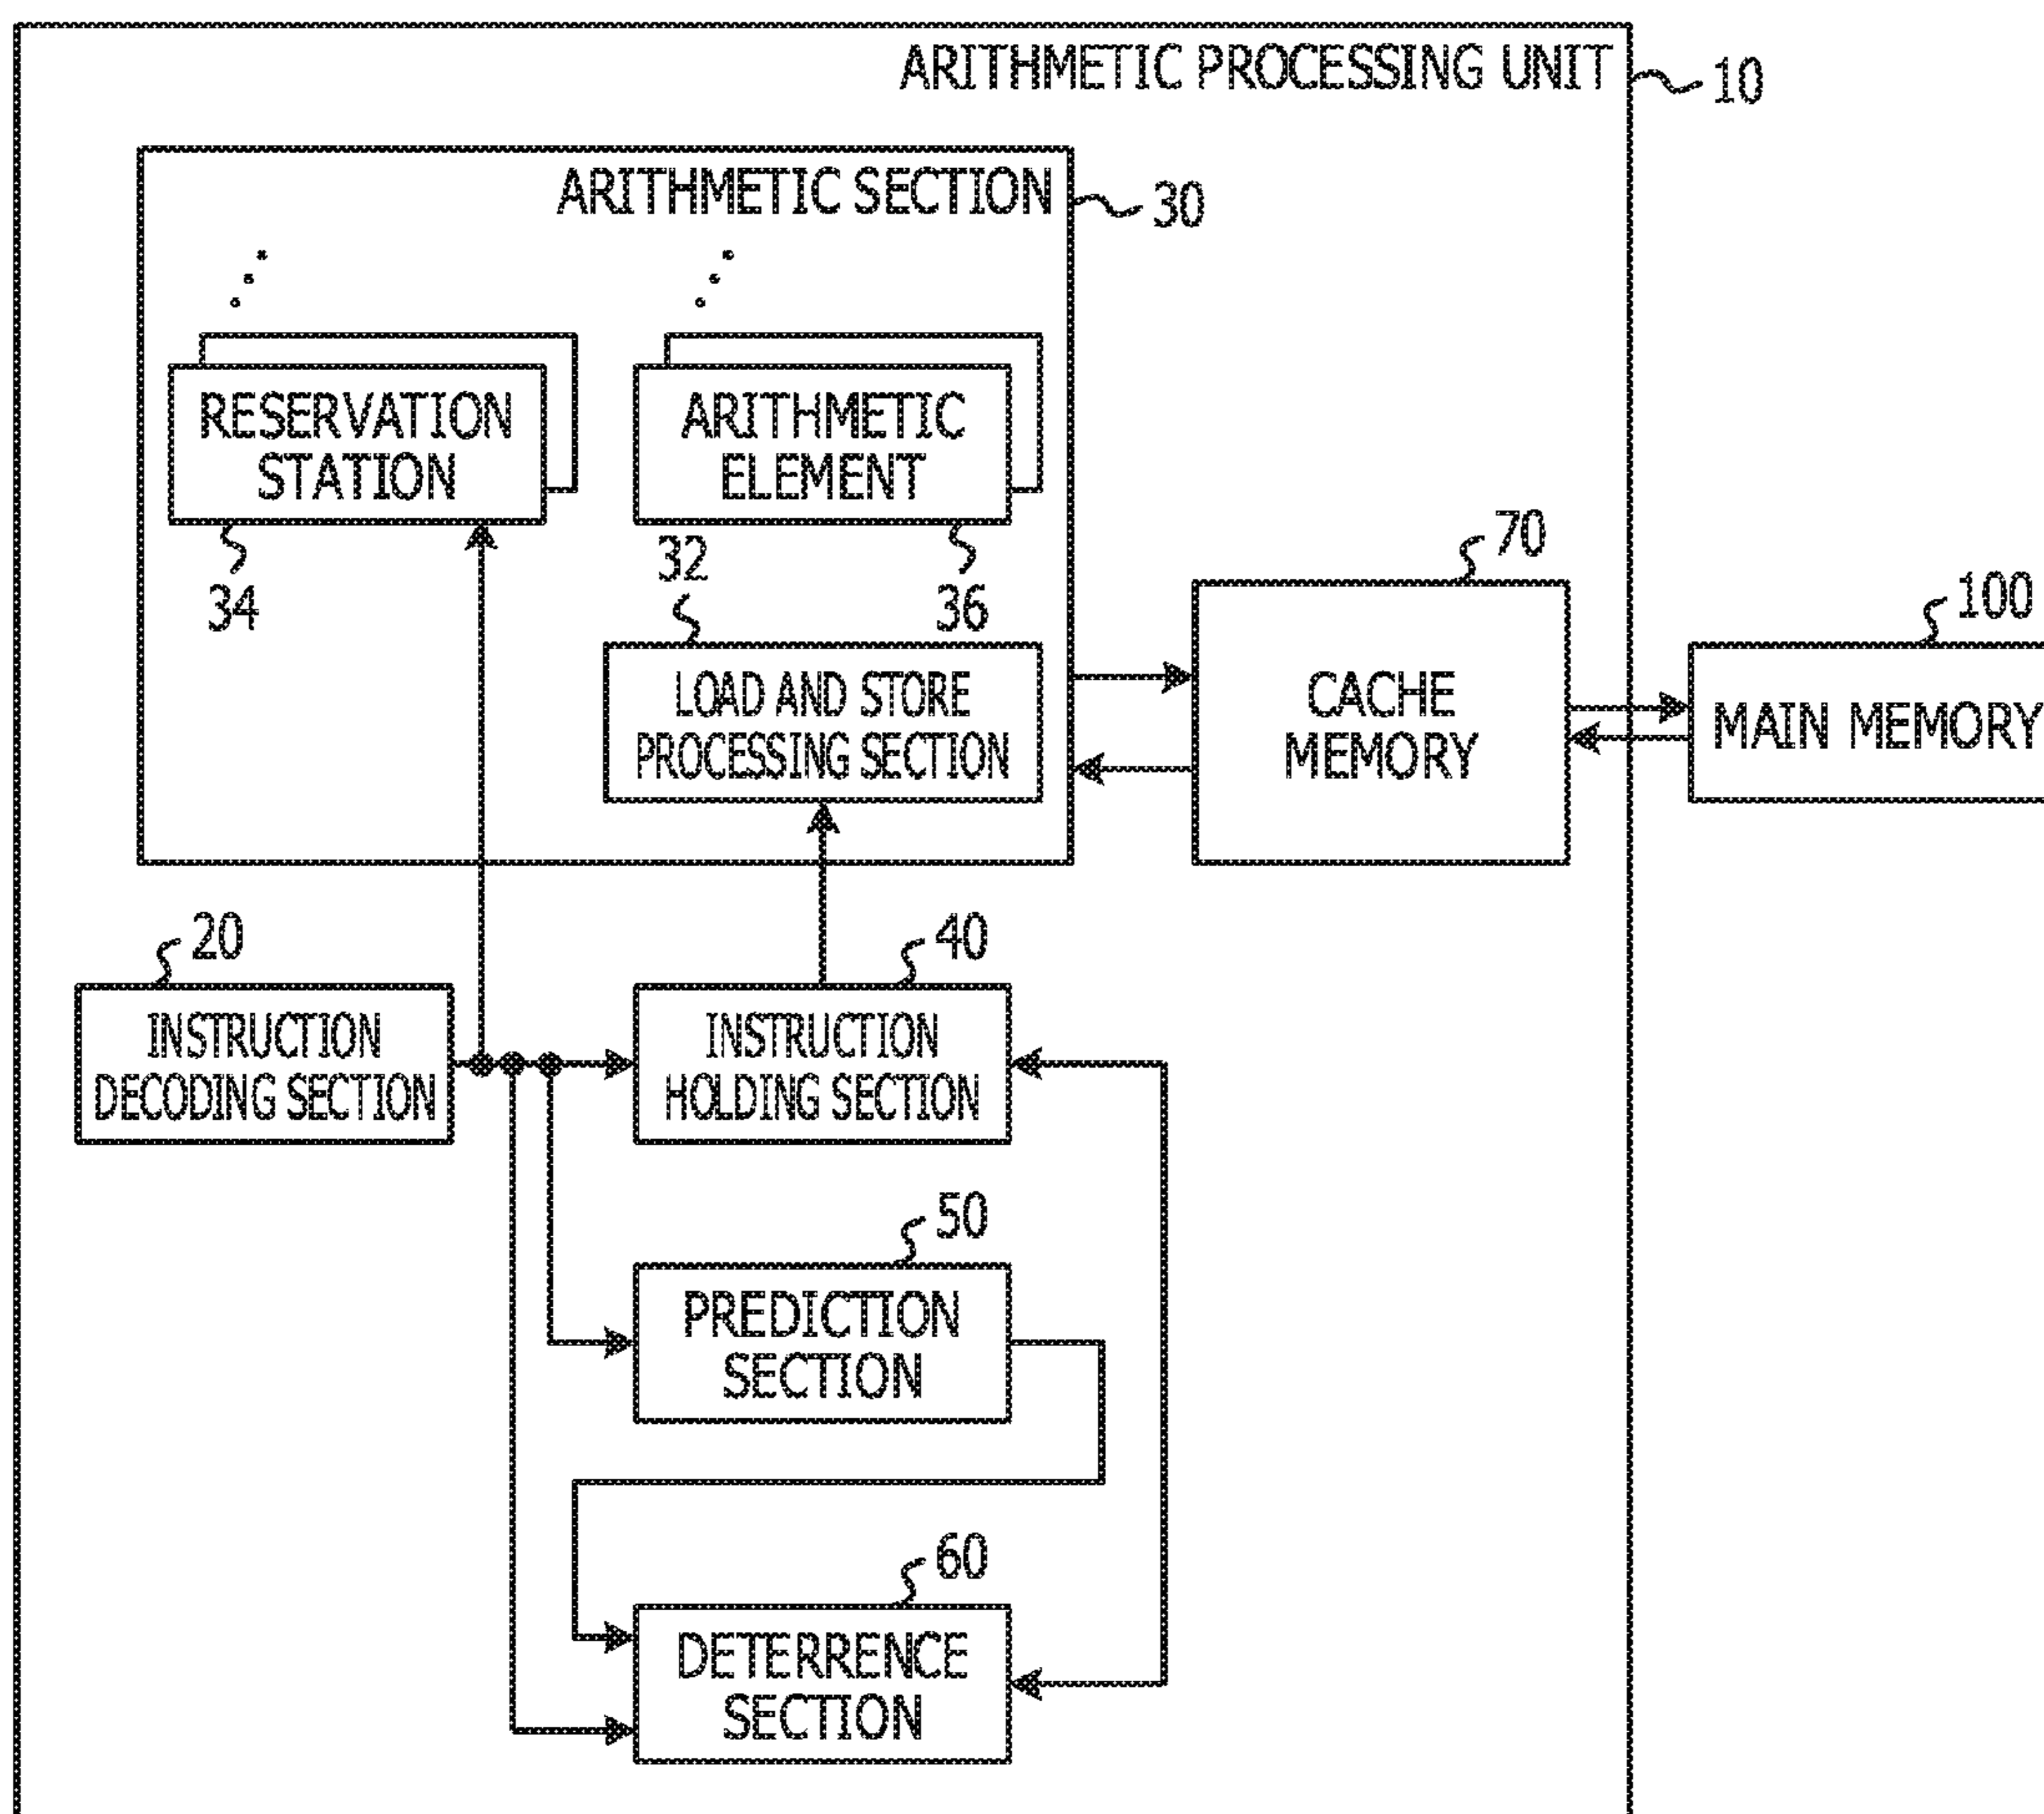 ARITHMETIC PROCESSING UNIT
10
ARITHMETIC SECTION
30
RESERVATION
STATION
34
ARITHMETIC
ELEMENT
36
32
LOAD AND STORE
PROCESSING SECTION
70
CACHE
MEMORY
100
MAIN MEMORY
20
INSTRUCTION
DECODING SECTION
40
INSTRUCTION
HOLDING SECTION
50
PREDICTION
SECTION
60
DETERRENCE
SECTION